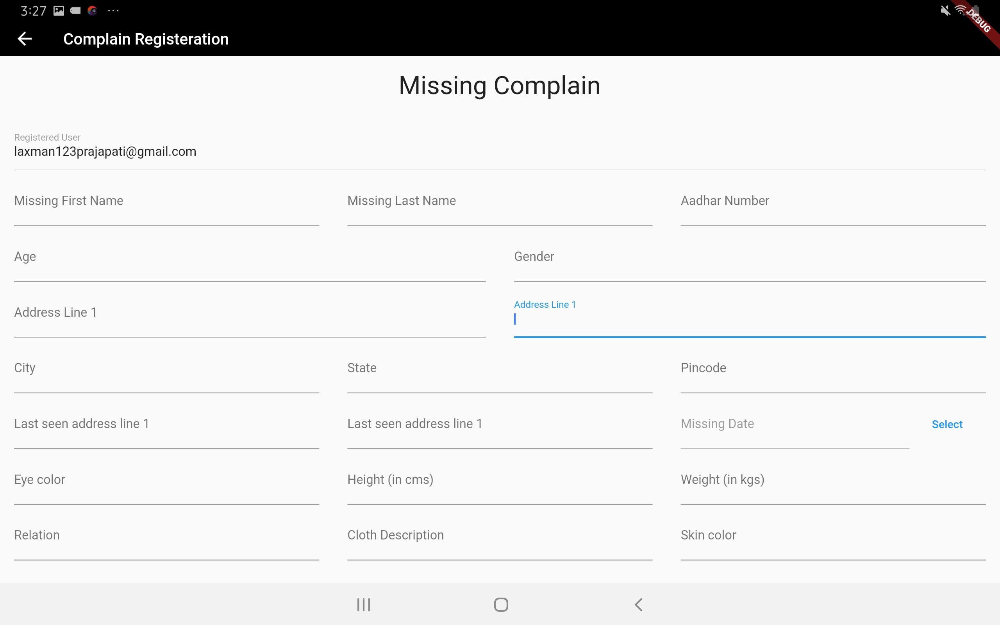 3:27
DEBUG
Complain Registeration
Missing Complain
Registered User
laxman123prajapati@gmail.com
Missing First Name Missing Last Name Aadhar Number
Age Gender
Address Line 1 Address Line 1
City State Pincode
Last seen address line 1 Last seen address line 1 Missing Date Select
Eye color Height (in cms) Weight (in kgs)
Relation Cloth Description Skin color